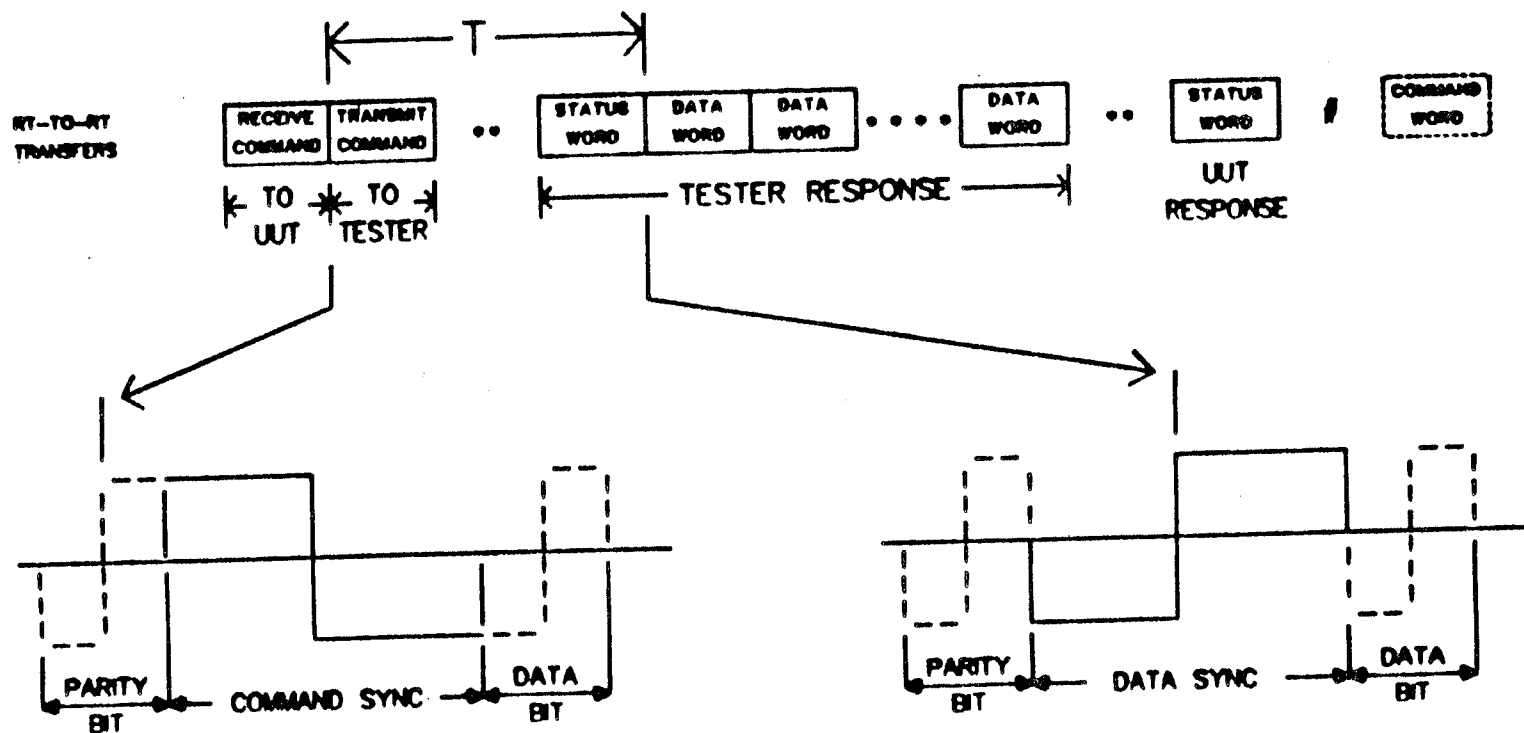 T
RT-TO-RT
TRANSFERS
RECEIVE
COMMAND
TRANSMIT
COMMAND
••
STATUS
WORD
DATA
WORD
DATA
WORD
••••
DATA
WORD
••
STATUS
WORD
#
COMMAND
WORD
TO
UUT
TO
TESTER
TESTER RESPONSE
UUT
RESPONSE
PARITY
BIT
COMMAND SYNC
DATA
BIT
PARITY
BIT
DATA SYNC
DATA
BIT